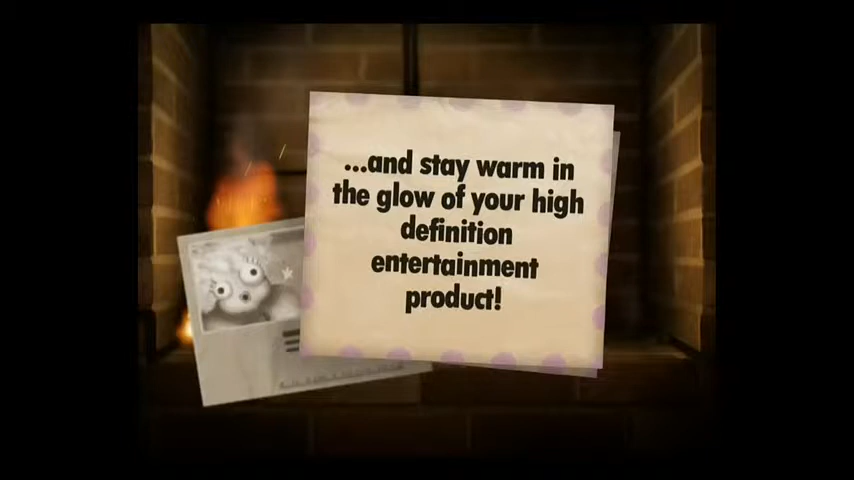 ...and stay warm in
the glow of your high
definition
entertainment
product!